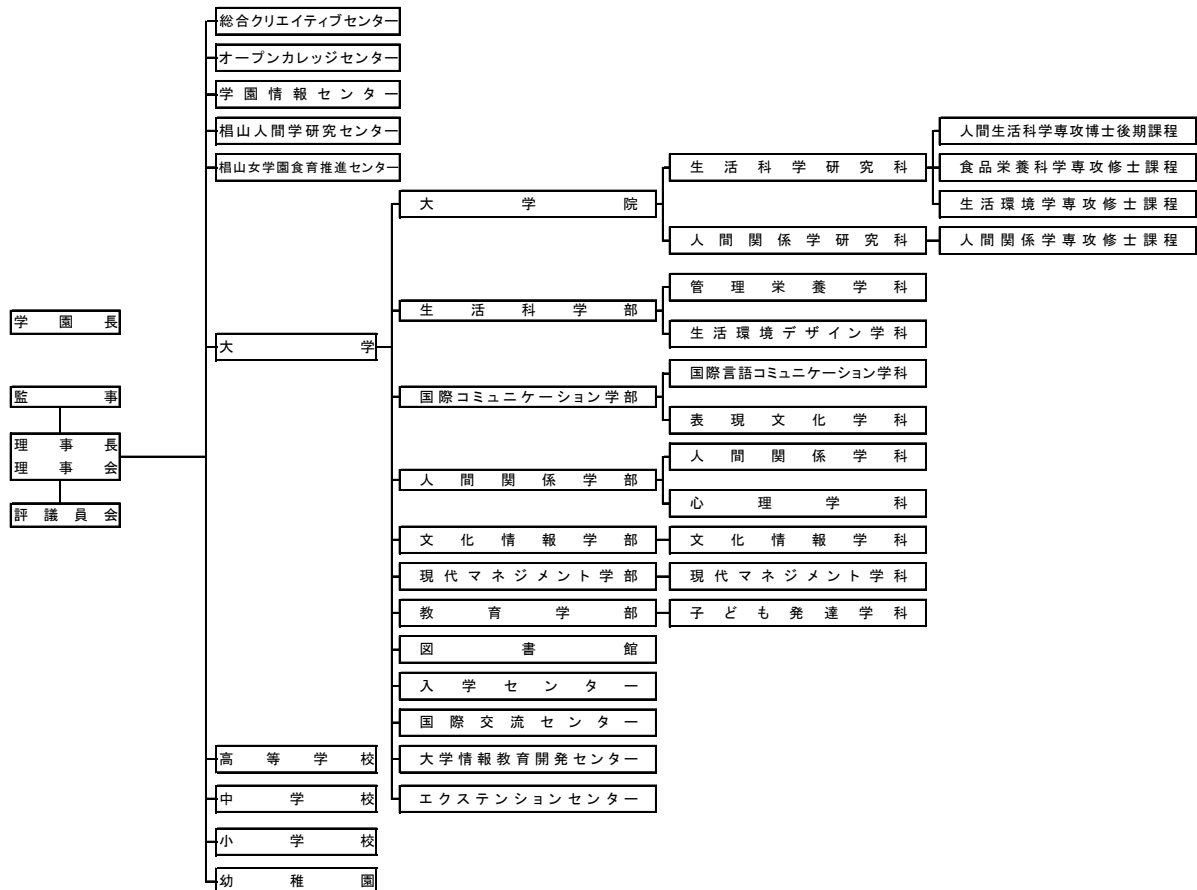 総合クリエイティブセンター
オープンカレッジセンター
学園情報センター
椙山人間学研究センター
椙山女学園食育推進センター
人間生活科学専攻博士後期課程
生活科学研究科
食品栄養科学専攻修士課程
大学院
生活環境学専攻修士課程
人間関係学研究科
人間関係学専攻修士課程
管理栄養学科
生活科学部
学園長
生活環境デザイン学科
大学
国際言語コミュニケーション学科
監事
国際コミュニケーション学部
表現文化学科
理事長
理事会
人間関係学科
人間関係学部
心理学科
評議員会
文化情報学部
文化情報学科
現代マネジメント学部
現代マネジメント学科
教育学部
子ども発達学科
図書館
入学センター
国際交流センター
高等学校
大学情報教育開発センター
中学校
エクステンションセンター
小学校
幼稚園